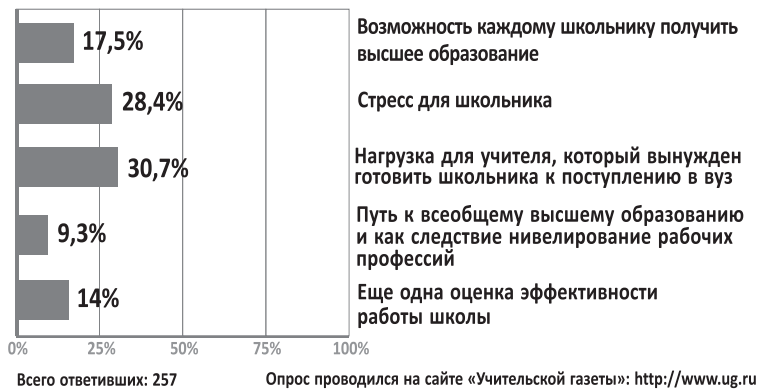 17,5%
Возможность каждому школьнику получить
высшее образование
28,4%
Стресс для школьника
30,7%
Нагрузка для учителя, который вынужден
готовить школьника к поступлению в вуз
9,3%
Путь к всеобщему высшему образованию
и как следствие нивелирование рабочих
профессий
14%
Еще одна оценка эффективности
работы школы
0% 25% 50% 75% 100%
Всего ответивших: 257
Опрос проводился на сайте «Учительской газеты»: http://www.ug.ru